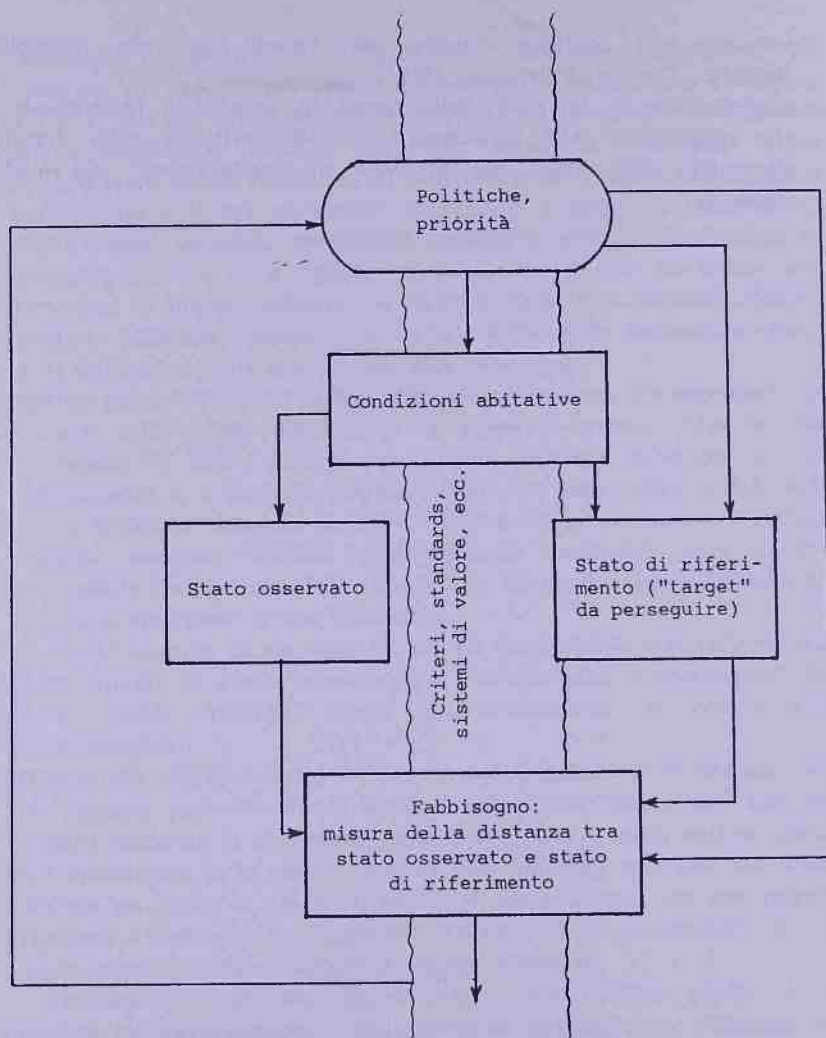 Politiche,
priorità
Condizioni abitative
Criteri, standards,
sistemi di valore, ecc.
Stato osservato
Stato di riferi-
mento ("target"
da perseguire)
Fabbisogno:
misura della distanza tra
stato osservato e stato
di riferimento